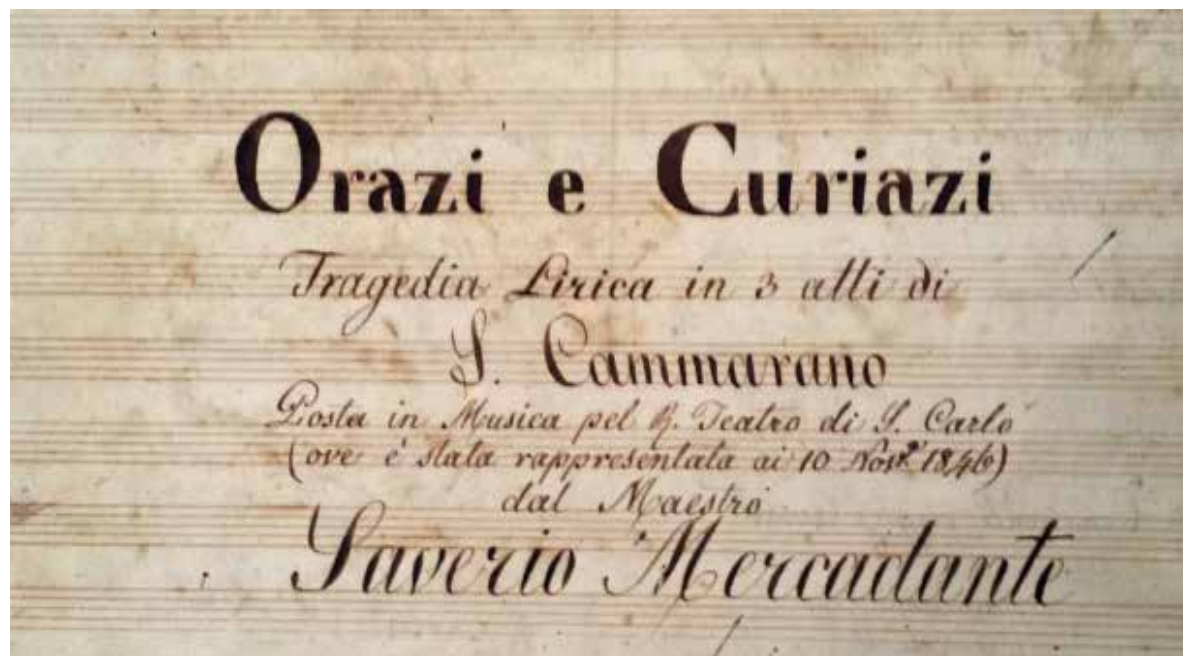 Orazi e Curiazi
Tragedia Lirica in 3 atti di
S. Cammarano
Posta in Musica pel R. Teatro di S. Carlo
(ove è stata rappresentata ai 10 Nov.e 1846)
dal Maestro
Saverio Mercadante